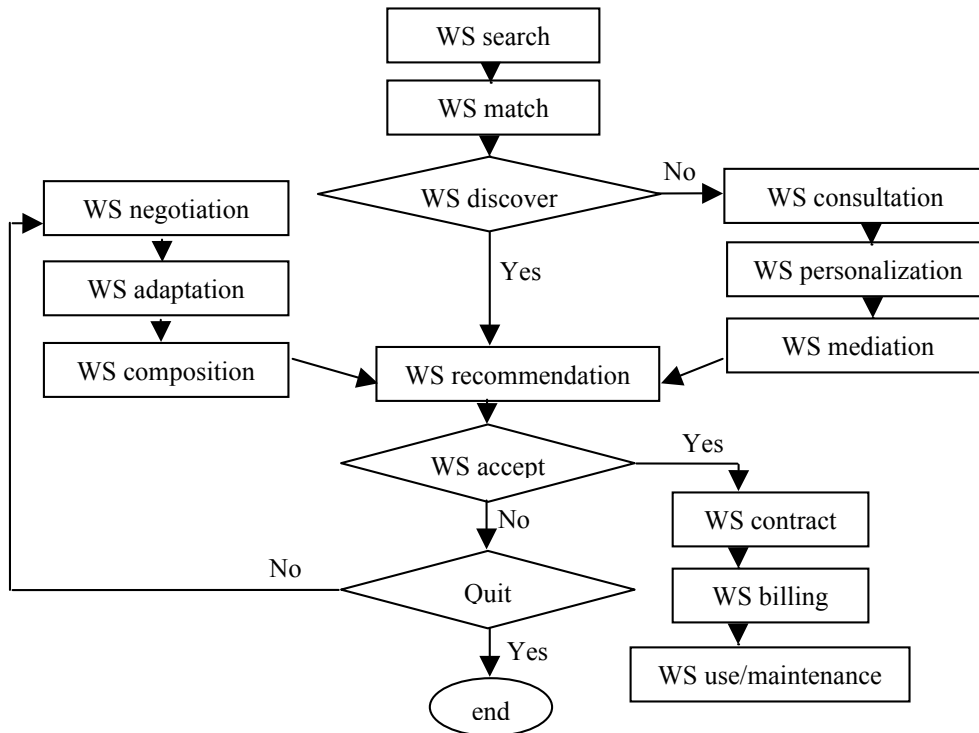 WS search
WS match
No
WS discover
WS consultation
WS negotiation
Yes
WS personalization
WS adaptation
WS mediation
WS composition
WS recommendation
Yes
WS accept
WS contract
No
No
Quit
WS billing
Yes
WS use/maintenance
end